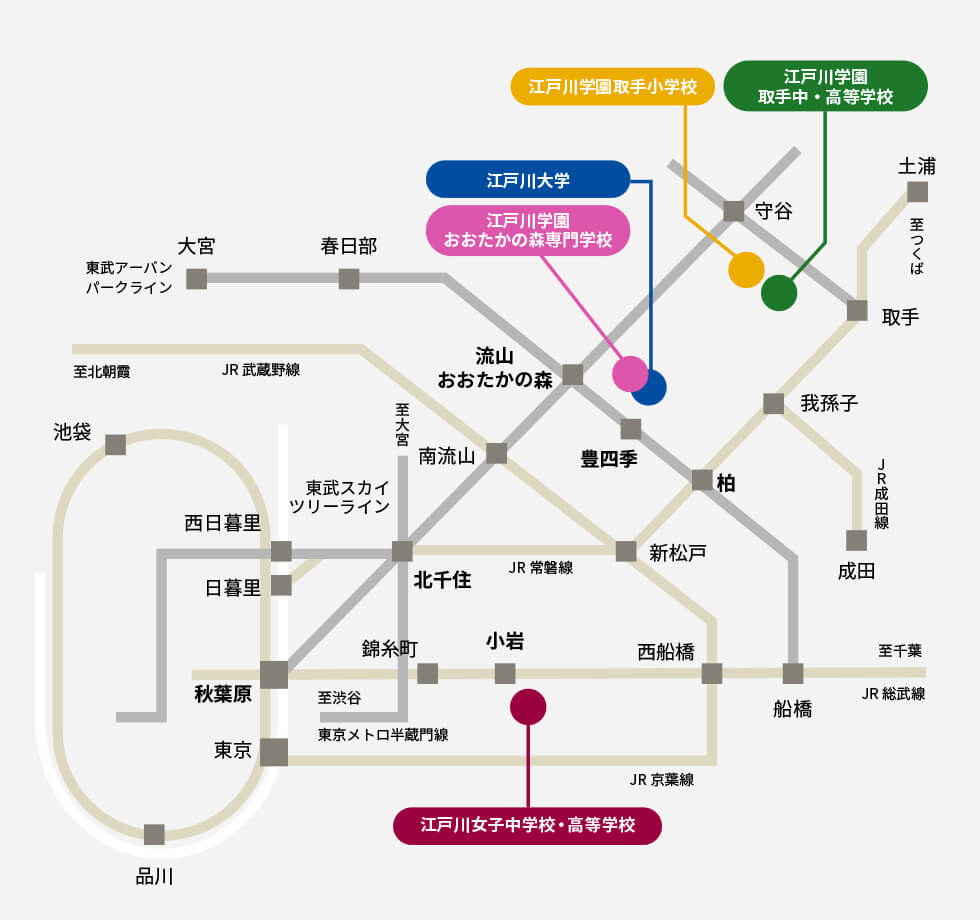 江戸川学園
取手中・高等学校
江戸川学園取手小学校
土浦
江戸川大学
守谷
江戸川学園
おおたかの森専門学校
至つくば
大宮
春日部
東武アーバン
パークライン
取手
流山
おおたかの森
至北朝霞
JR 武蔵野線
我孫子
至大宮
池袋
南流山
豊四季
柏
JR成田線
東武スカイ
ツリーライン
西日暮里
新松戸
JR 常磐線
成田
北千住
日暮里
錦糸町
小岩
西船橋
至千葉
秋葉原
至渋谷
JR 総武線
船橋
東京メトロ半蔵門線
東京
JR 京葉線
江戸川女子中学校・高等学校
品川